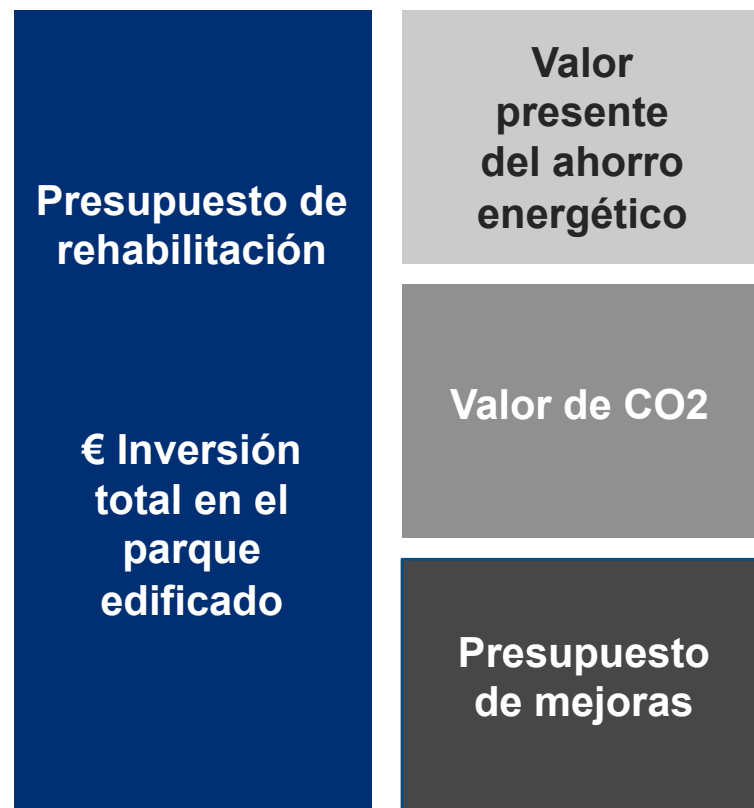 Presupuesto de
rehabilitación
€ Inversión
total en el
parque
edificado
Valor
presente
del ahorro
energético
Valor de CO2
Presupuesto
de mejoras